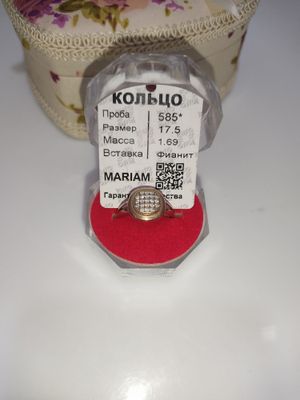 КОЛЬЦО
Проба 585*
Размер 17.5
Масса 1.69
Вставка Фианит
MARIAM